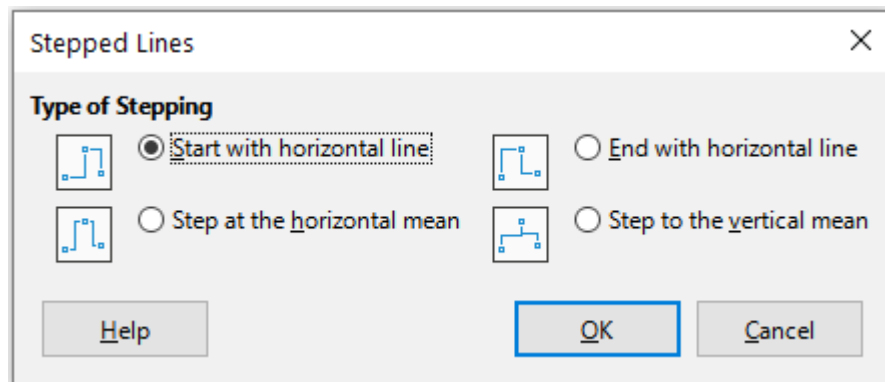 Stepped Lines
Type of Stepping
Start with horizontal line
End with horizontal line
Step at the horizontal mean
Step to the vertical mean
Help
OK
Cancel